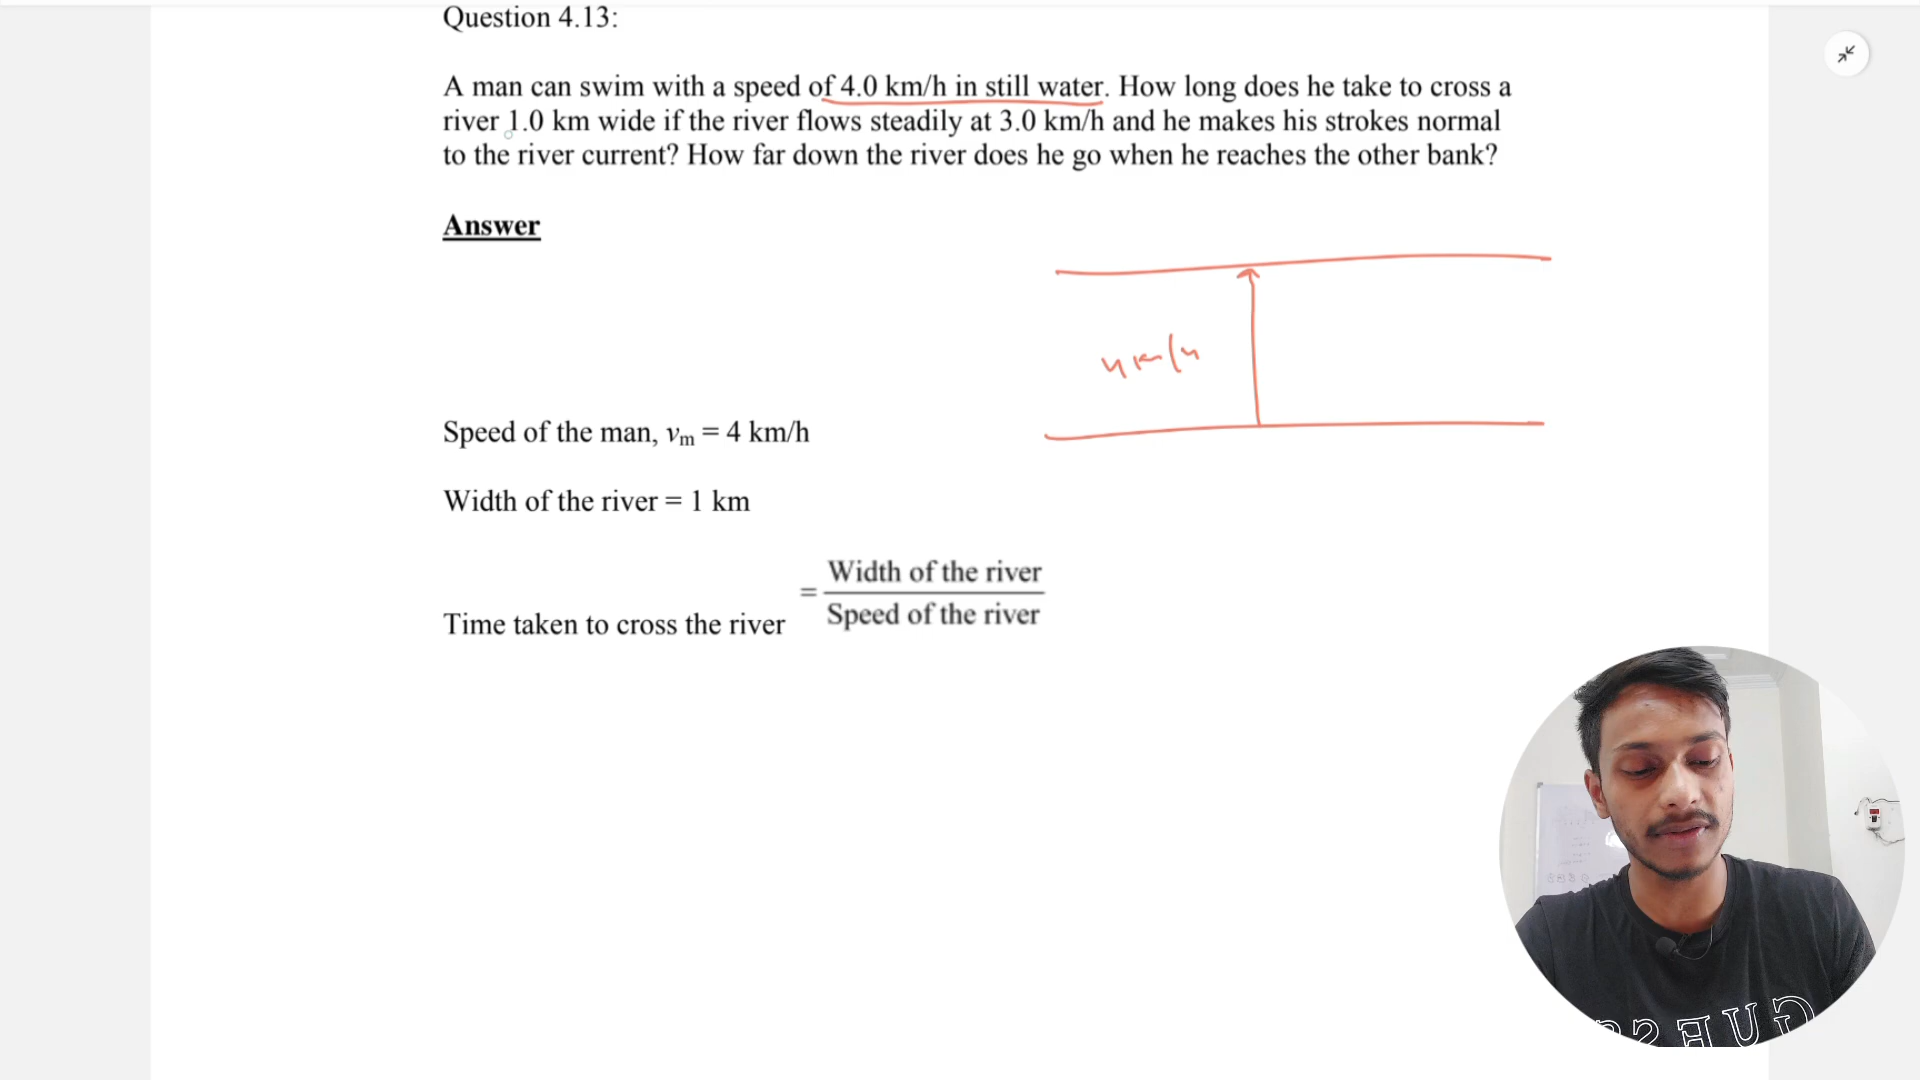 Question 4.13:
A man can swim with a speed of 4.0 km/h in still water. How long does he take to cross a
river 1.0 km wide if the river flows steadily at 3.0 km/h and he makes his strokes normal
to the river current? How far down the river does he go when he reaches the other bank?
Answer
4 km/h
Speed of the man, vm = 4 km/h
Width of the river = 1 km
Time taken to cross the river = Width of the river
Speed of the river
GUES